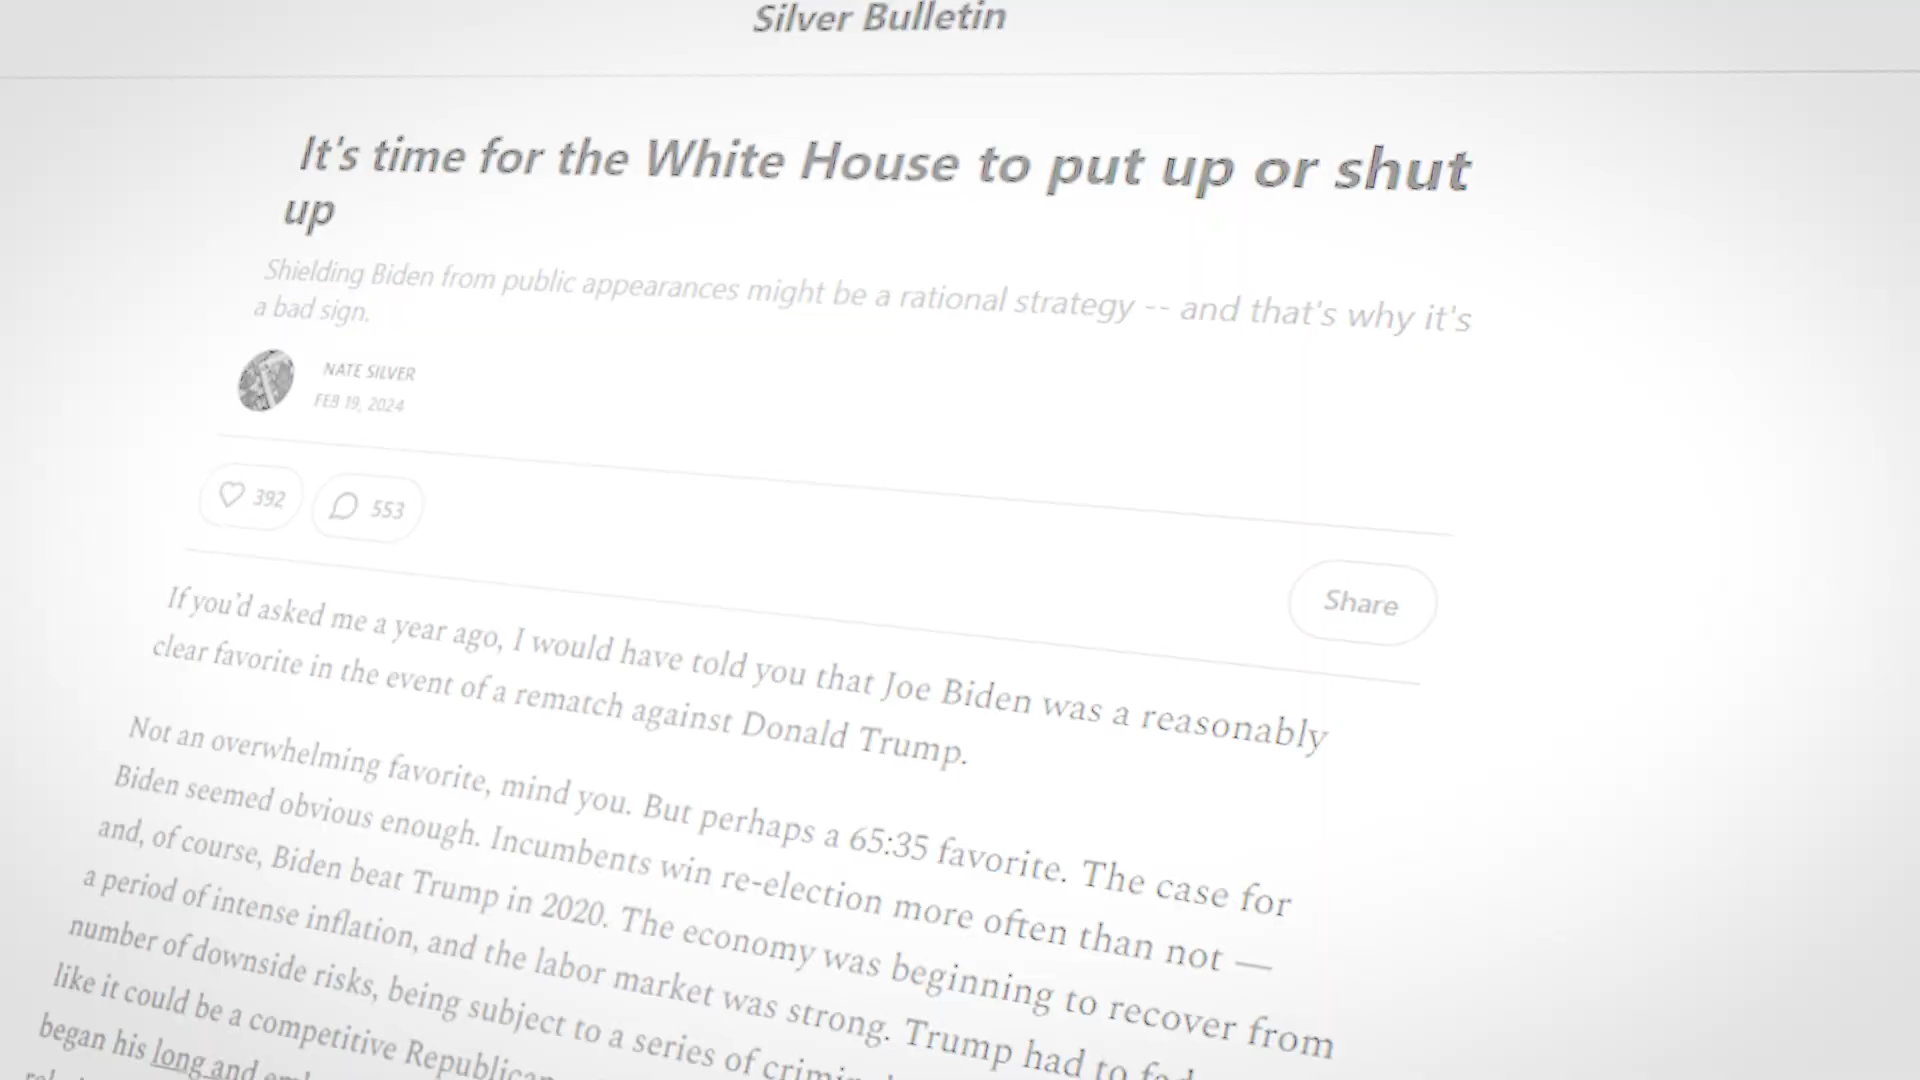 Silver Bulletin
It's time for the White House to put up or shut
up
Shielding Biden from public appearances might be a rational strategy -- and that's why it's
a bad sign.
NATE SILVER
FEB 19, 2024
392
553
Share
If you'd asked me a year ago, I would have told you that Joe Biden was a reasonably
clear favorite in the event of a rematch against Donald Trump.
Not an overwhelming favorite, mind you. But perhaps a 65:35 favorite. The case for
Biden seemed obvious enough. Incumbents win re-election more often than not —
and, of course, Biden beat Trump in 2020. The economy was beginning to recover from
a period of intense inflation, and the labor market was strong. Trump had to
number of downside risks, being subject to a series of
like it could be a competitive
began his long and